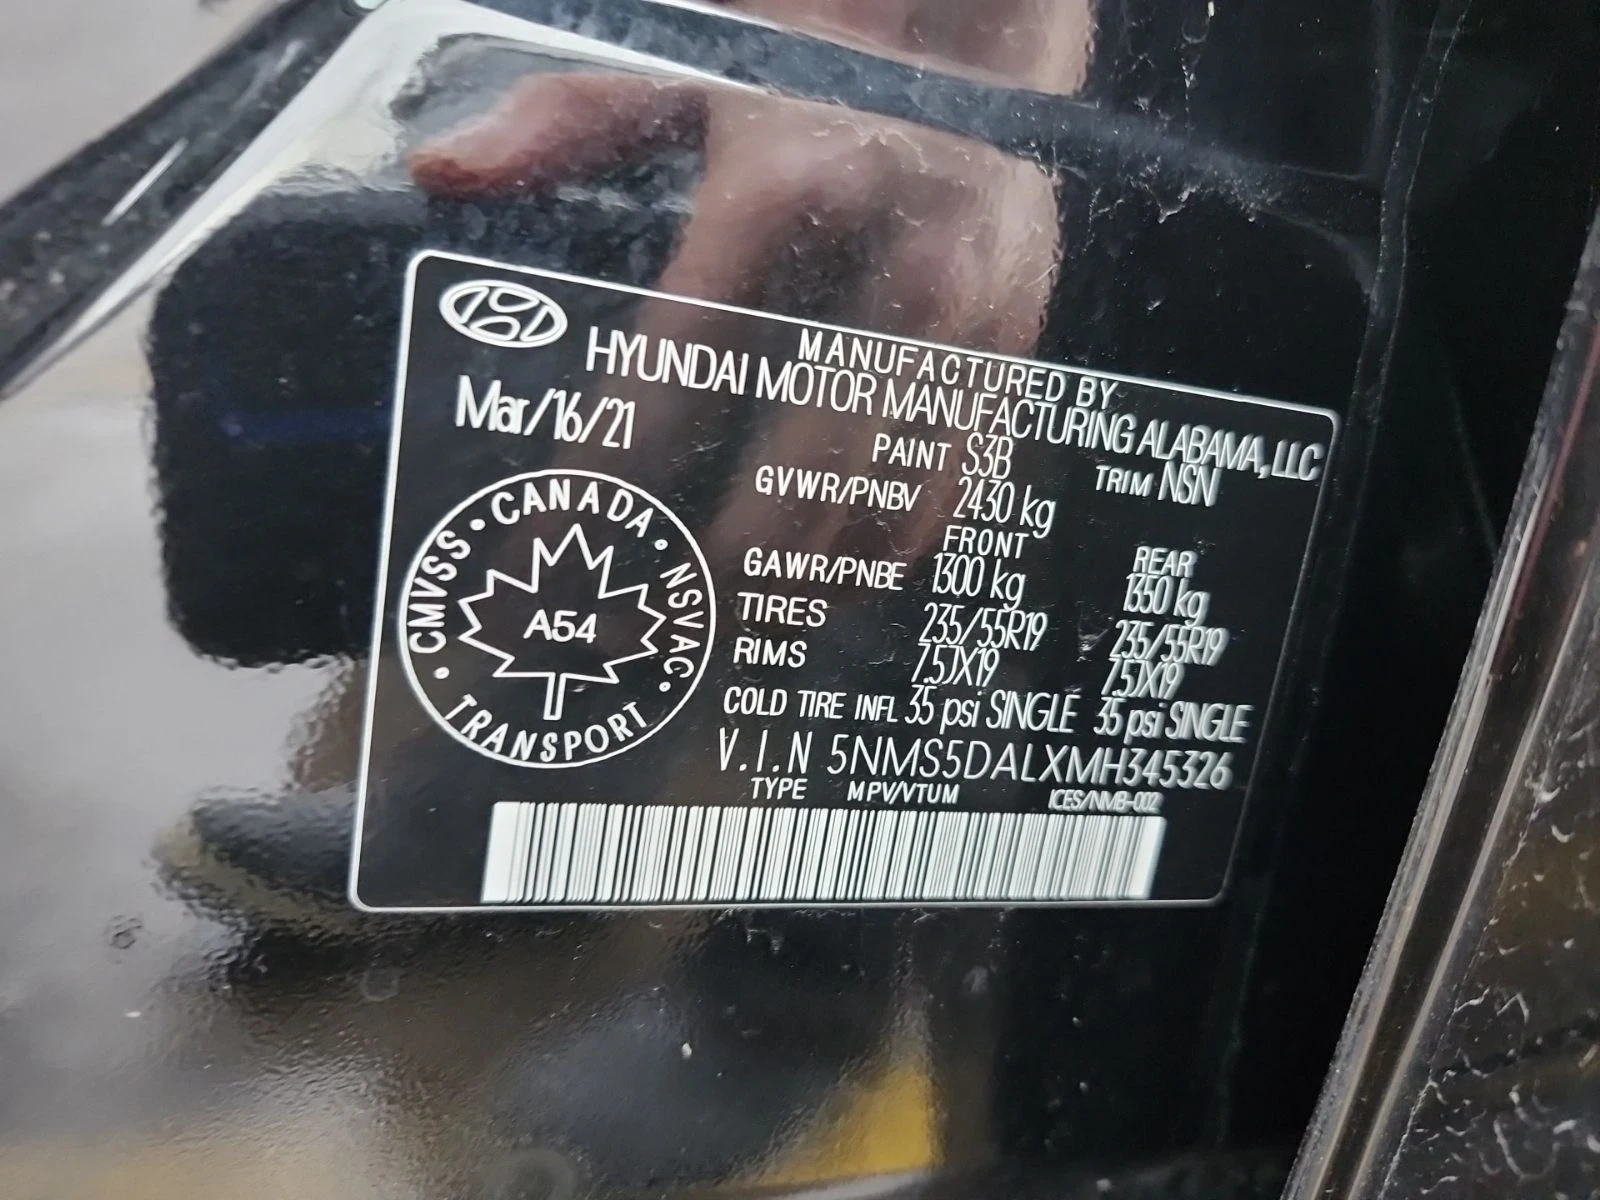 MANUFACTURED BY
HYUNDAI MOTOR MANUFACTURING ALABAMA, LLC
Mar/16/21
PAINT S3B TRIM NSN
GVWR/PNBV 2430 kg
FRONT REAR
GAWR/PNBE 1300 kg 1350 kg
TIRES 235/55R19 235/55R19
RIMS 7.5JX19 7.5JX19
COLD TIRE INFL 35 psi SINGLE 35 psi SINGLE
V.I.N 5NMS5DALXMH345326
TYPE MPV/VTUM ICES/NMB-002
CMVSS • CANADA • NSVAC •
A54
• TRANSPORT